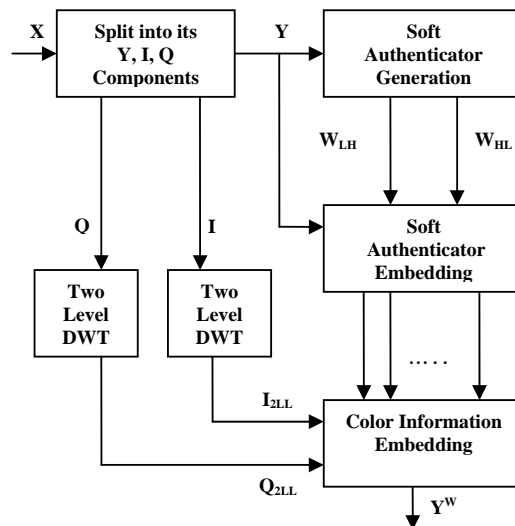 X
Split into its
Y, I, Q
Components
Y
Soft
Authenticator
Generation
W_LH
W_HL
Q
I
Soft
Authenticator
Embedding
Two
Level
DWT
Two
Level
DWT
.... .
I_2LL
Color Information
Embedding
Q_2LL
Y^W